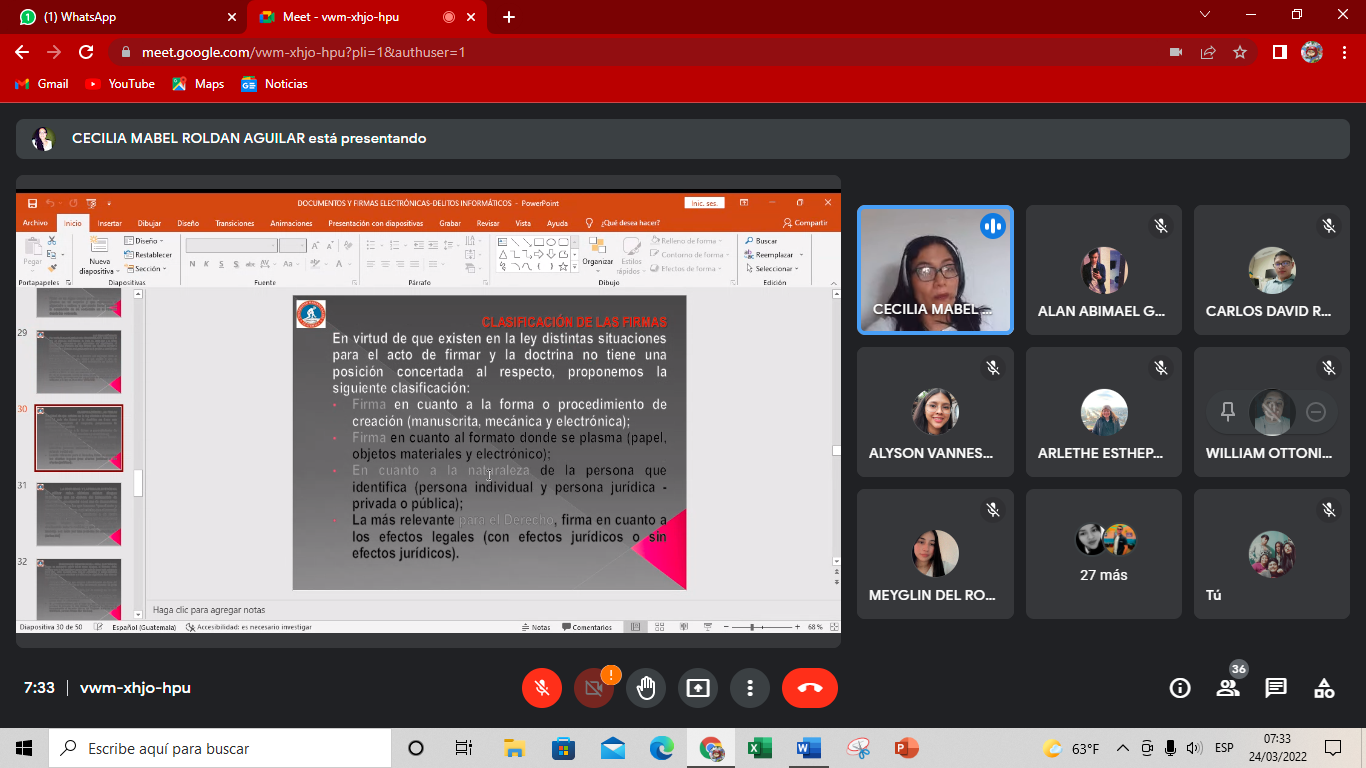 (1) WhatsApp
Meet - vwm-xhjo-hpu
meet.google.com/vwm-xhjo-hpu?pli=1&authuser=1
Gmail
YouTube
Maps
Noticias
CECILIA MABEL ROLDAN AGUILAR está presentando
DOCUMENTOS Y FIRMAS ELECTRÓNICAS-DELITOS INFORMÁTICOS - PowerPoint
Inic. ses.
Archivo Inicio Insertar Dibujar Diseño Transiciones Animaciones Presentación con diapositivas Grabar Revisar Vista Ayuda ¿Qué desea hacer? Compartir
Pegar
Nueva
diapositiva
Diseño
Restablecer
Sección
N K S
Organizar
Estilos
rápidos
Relleno de forma
Contorno de forma
Efectos de forma
Buscar
Reemplazar
Seleccionar
Portapapeles Diapositivas Fuente Párrafo Dibujo Edición
29
30
31
32
CLASIFICACIÓN DE LAS FIRMAS
En virtud de que existen en la ley distintas situaciones
para el acto de firmar y la doctrina no tiene una
posición concertada al respecto, proponemos la
siguiente clasificación:
Firma en cuanto a la forma o procedimiento de
creación (manuscrita, mecánica y electrónica);
Firma en cuanto al formato donde se plasma (papel,
objetos materiales y electrónico);
En cuanto a la naturaleza de la persona que
identifica (persona individual y persona jurídica -
privada o pública);
La más relevante para el Derecho, firma en cuanto a
los efectos legales (con efectos jurídicos o sin
efectos jurídicos).
Haga clic para agregar notas
Diapositiva 30 de 50 Español (Guatemala) Accesibilidad: es necesario investigar Notas Comentarios 68 %
CECILIA MABEL ...
ALAN ABIMAEL G...
CARLOS DAVID R...
ALYSON VANNES...
ARLETHE ESTHEP...
WILLIAM OTTONI...
MEYGLIN DEL RO...
27 más
Tú
7:33 | vwm-xhjo-hpu
!
36
Escribe aquí para buscar
63°F
ESP
07:33
24/03/2022